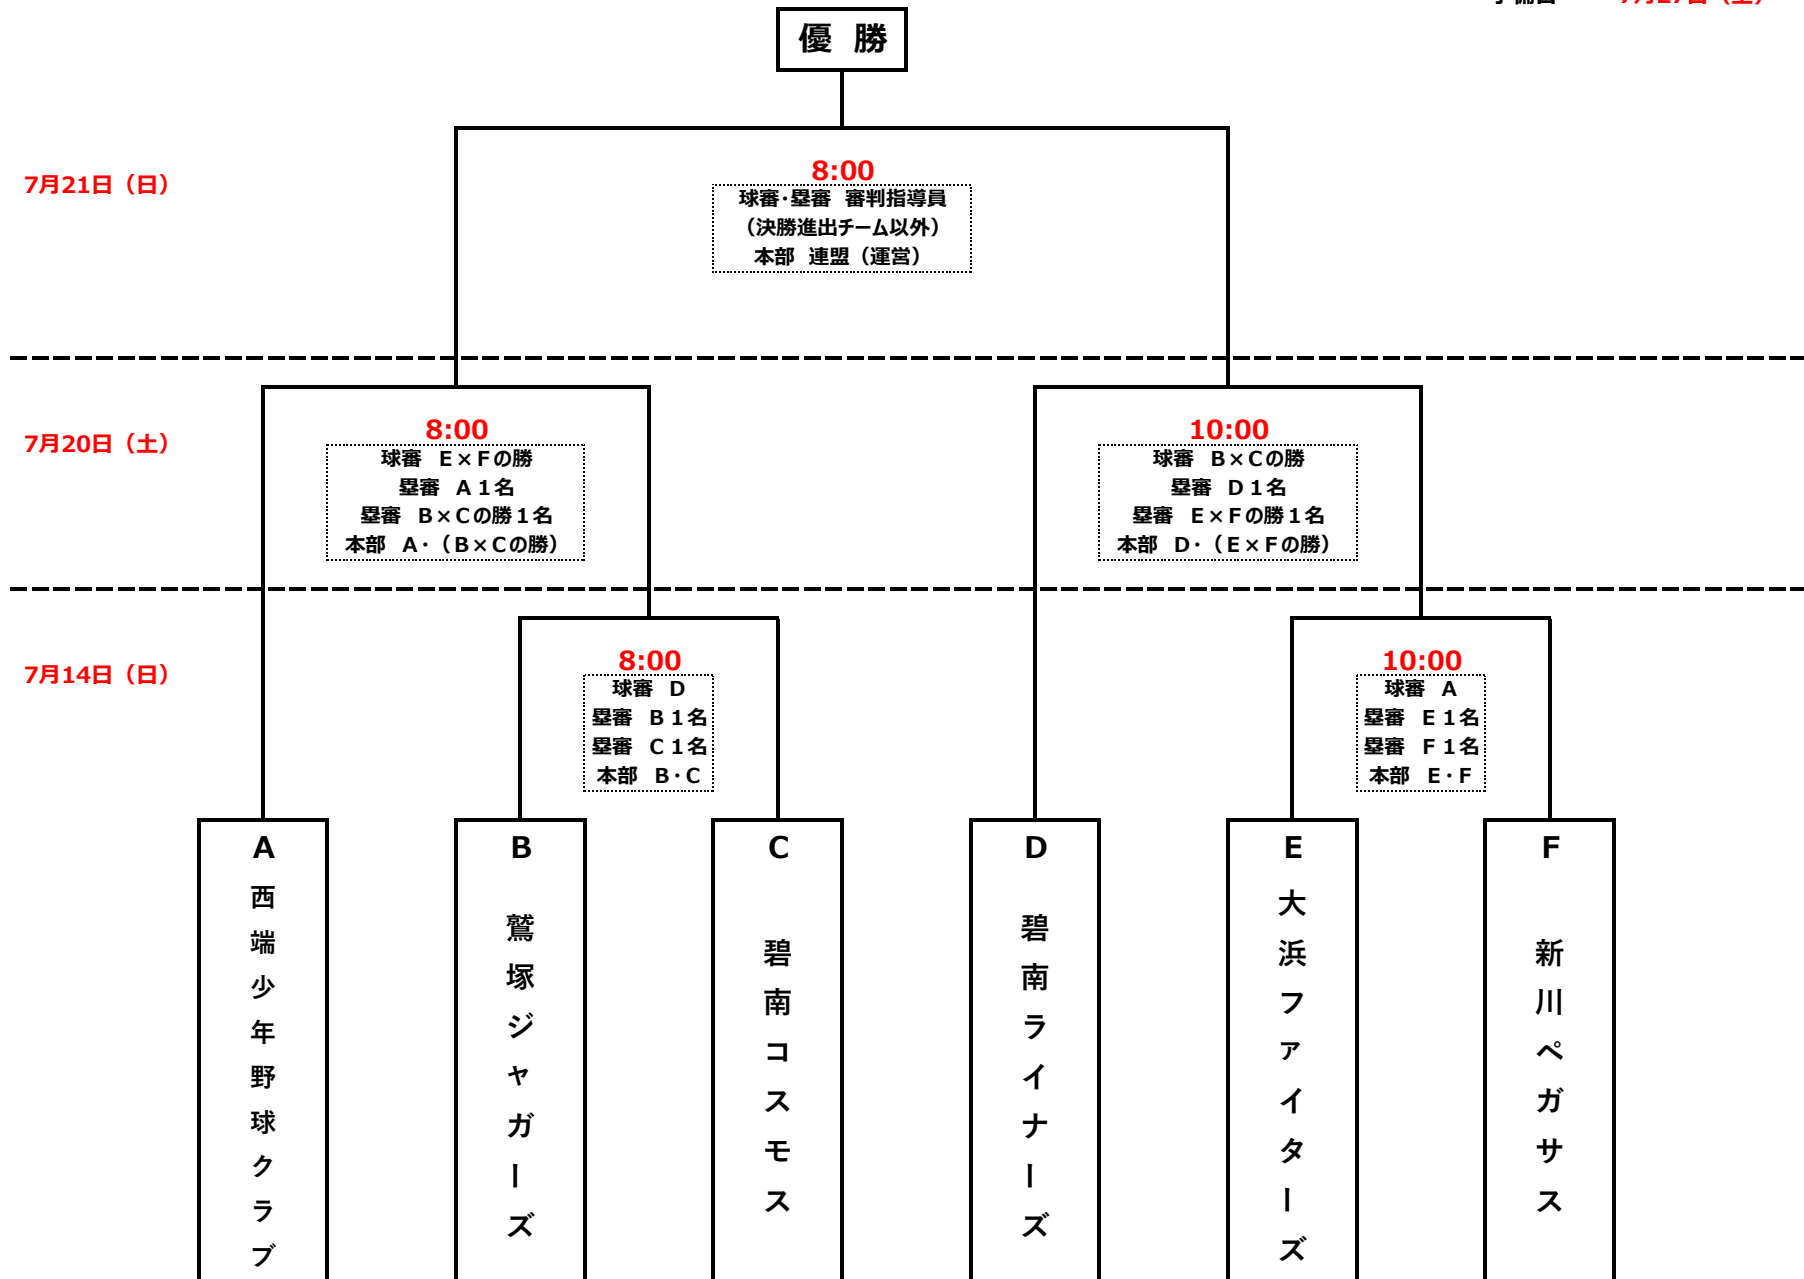 優 勝
7月21日（日）
8:00
球審・塁審 審判指導員
（決勝進出チーム以外）
本部 連盟（運営）
7月20日（土）
8:00
球審 E×Fの勝
塁審 A１名
塁審 B×Cの勝１名
本部 A・（B×Cの勝）
10:00
球審 B×Cの勝
塁審 D１名
塁審 E×Fの勝１名
本部 D・（E×Fの勝）
7月14日（日）
8:00
球審 D
塁審 B１名
塁審 C１名
本部 B・C
10:00
球審 A
塁審 E１名
塁審 F１名
本部 E・F
A
西端少年野球クラブ
B
鷲塚ジャガーズ
C
碧南コスモス
D
碧南ライナーズ
E
大浜ファイターズ
F
新川ペガサス